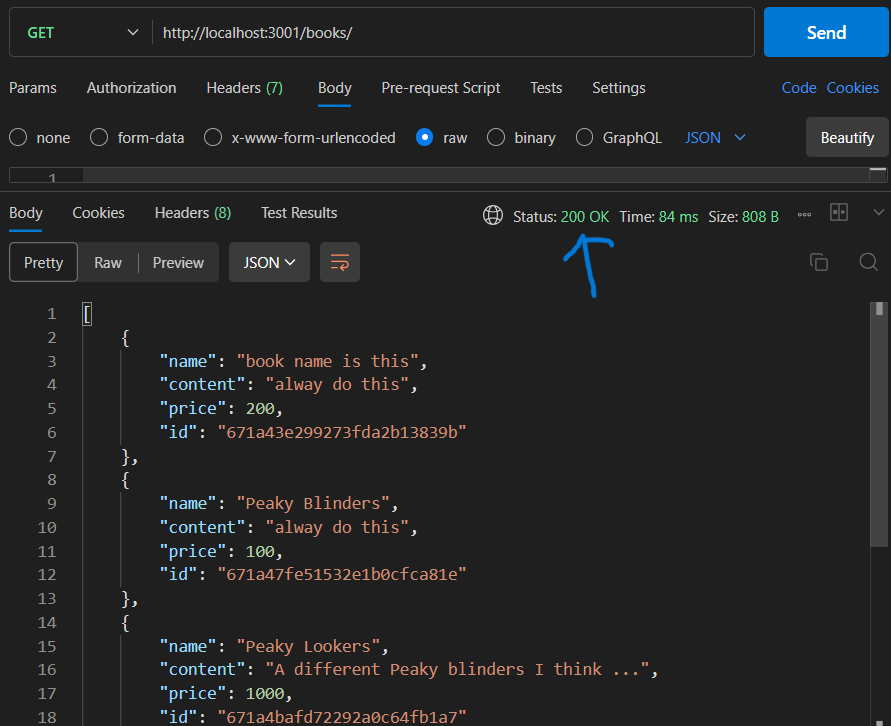 GET http://localhost:3001/books/ Send
Params Authorization Headers (7) Body Pre-request Script Tests Settings Code Cookies
none form-data x-www-form-urlencoded raw binary GraphQL JSON Beautify
1
Body Cookies Headers (8) Test Results Status: 200 OK Time: 84 ms Size: 808 B
Pretty Raw Preview JSON
1 [
2 {
3 "name": "book name is this",
4 "content": "alway do this",
5 "price": 200,
6 "id": "671a43e299273fda2b13839b"
7 },
8 {
9 "name": "Peaky Blinders",
10 "content": "alway do this",
11 "price": 100,
12 "id": "671a47fe51532e1b0cfca81e"
13 },
14 {
15 "name": "Peaky Lookers",
16 "content": "A different Peaky blinders I think ...",
17 "price": 1000,
18 "id": "671a4bafd72292a0c64fb1a7"